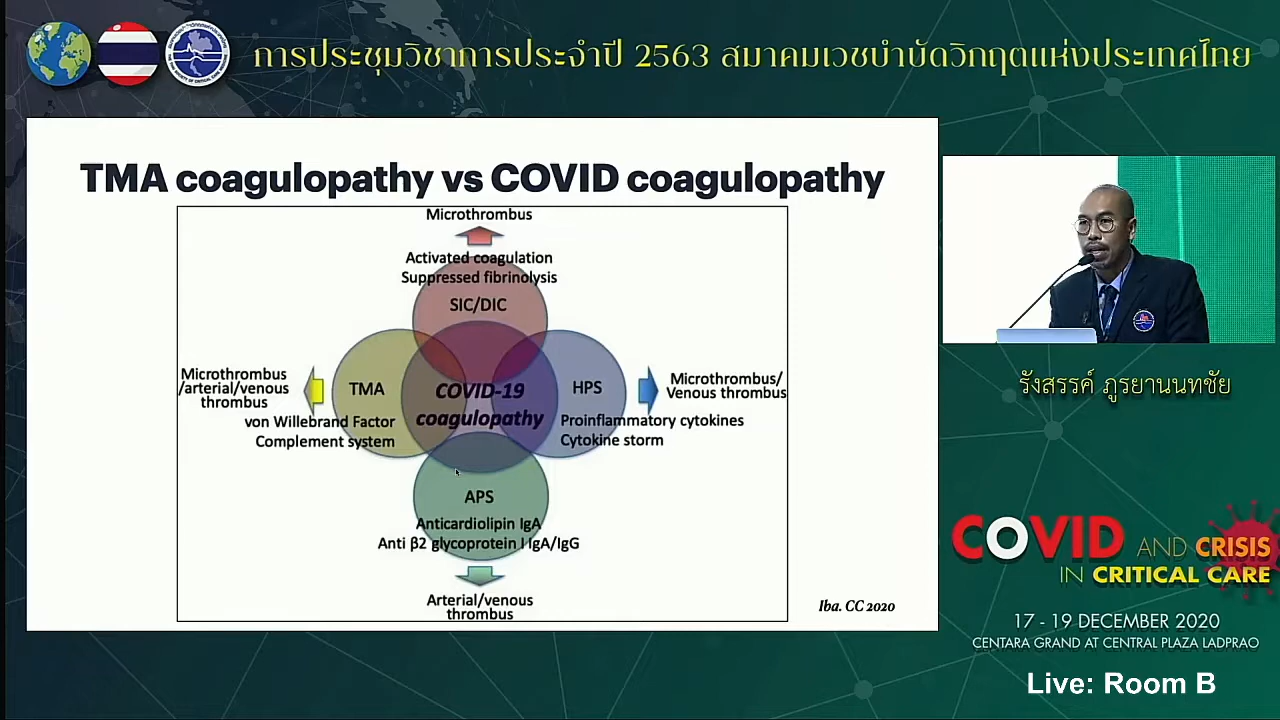 การประชุมวิชาการประจำปี 2563 สมาคมเวชบำบัดวิกฤตแห่งประเทศไทย
TMA coagulopathy vs COVID coagulopathy
Microthrombus
Activated coagulation
Suppressed fibrinolysis
SIC/DIC
Microthrombus
/arterial/venous
thrombus
TMA
von Willebrand Factor
Complement system
COVID-19
coagulopathy
HPS
Proinflammatory cytokines
Cytokine storm
Microthrombus/
Venous thrombus
APS
Anticardiolipin IgA
Anti β2 glycoprotein I IgA/IgG
Arterial/venous
thrombus
Iba. CC 2020
รังสรรค์ ภูรยานนทชัย
COVID AND CRISIS
IN CRITICAL CARE
17 - 19 DECEMBER 2020
CENTARA GRAND AT CENTRAL PLAZA LADPRAO
Live: Room B